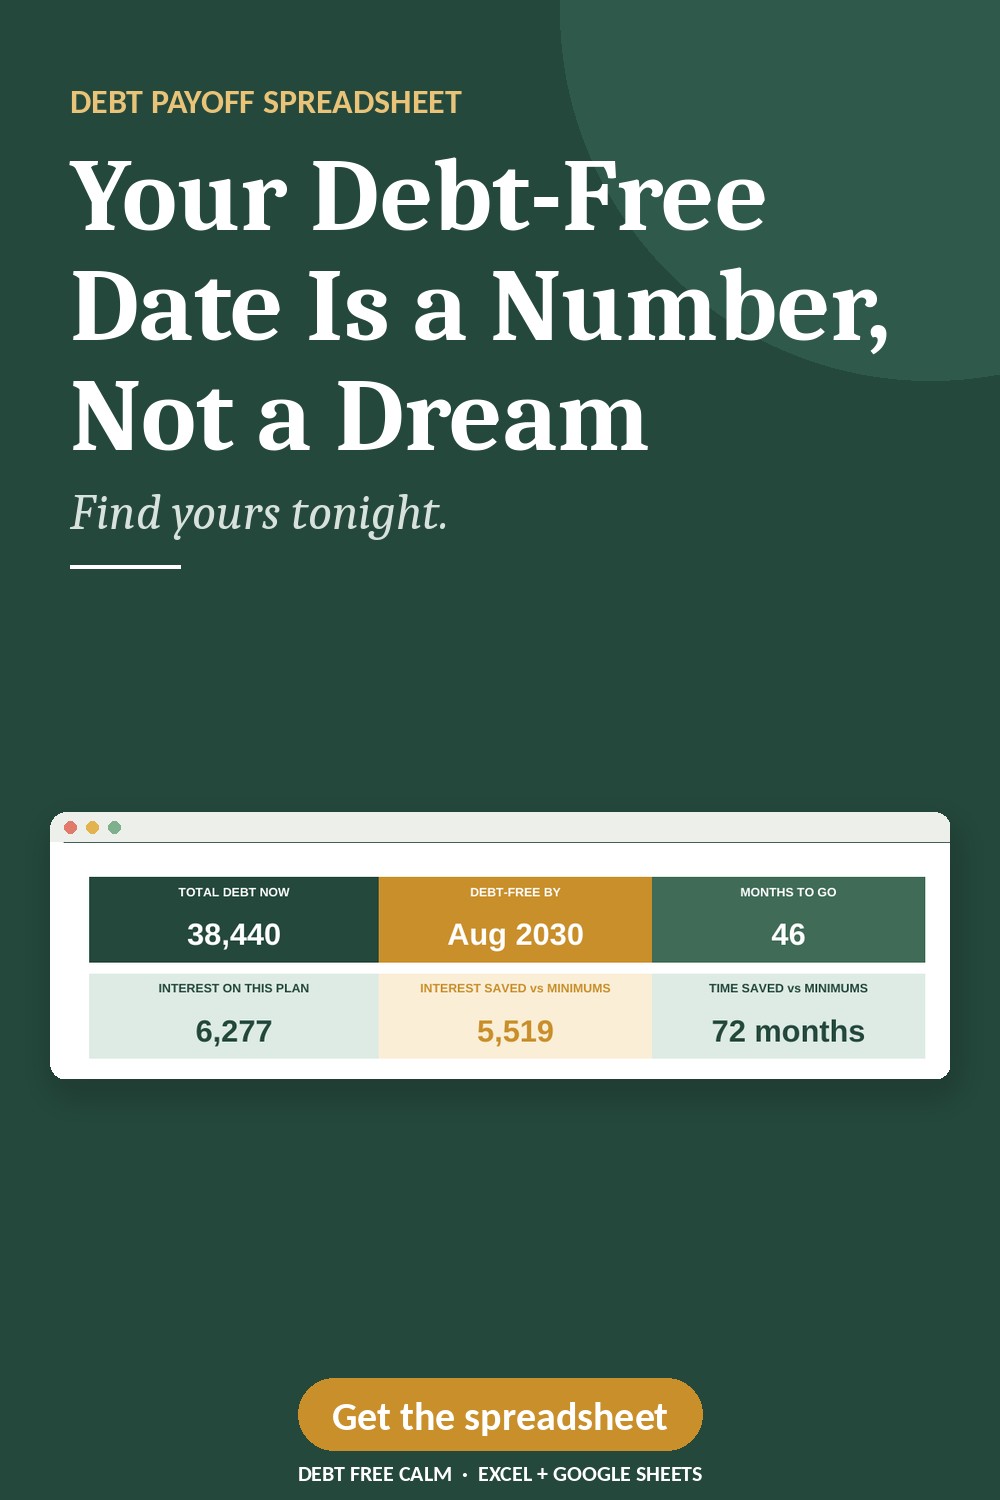 DEBT PAYOFF SPREADSHEET
Your Debt-Free
Date Is a Number,
Not a Dream
Find yours tonight.
TOTAL DEBT NOW
38,440
DEBT-FREE BY
Aug 2030
MONTHS TO GO
46
INTEREST ON THIS PLAN
6,277
INTEREST SAVED vs MINIMUMS
5,519
TIME SAVED vs MINIMUMS
72 months
Get the spreadsheet
DEBT FREE CALM · EXCEL + GOOGLE SHEETS